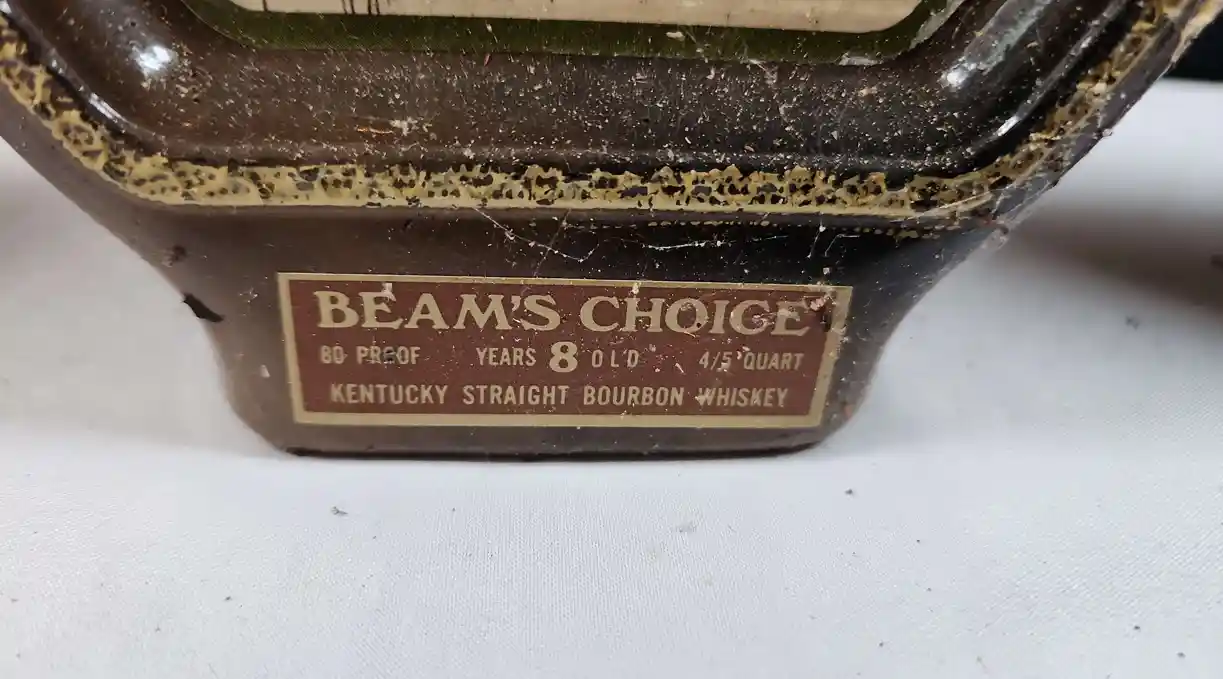 BEAM'S CHOICE
80 PROOF YEARS 8 OLD 4/5 QUART
KENTUCKY STRAIGHT BOURBON WHISKEY